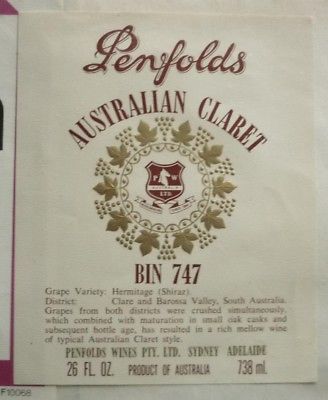 Penfolds
AUSTRALIAN CLARET
P W
AUSTRALIA
LTD.
BIN 747
Grape Variety: Hermitage (Shiraz).
District: Clare and Barossa Valley, South Australia.
Grapes from both districts were crushed simultaneously,
which combined with maturation in small oak casks and
subsequent bottle age, has resulted in a rich mellow wine
of typical Australian Claret style.
PENFOLDS WINES PTY. LTD. SYDNEY ADELAIDE
26 FL. OZ. PRODUCT OF AUSTRALIA 738 ml.
F10068